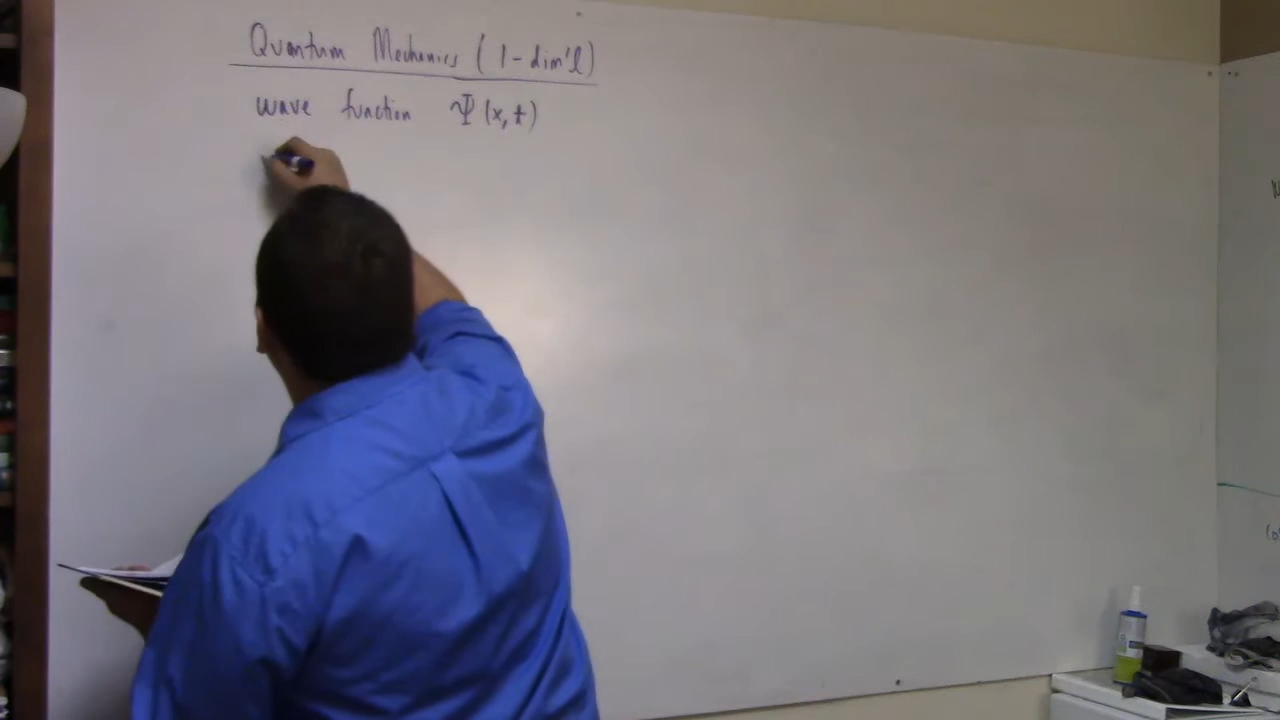 Quantum Mechanics (1-dim'l)
wave function Ψ(x,t)